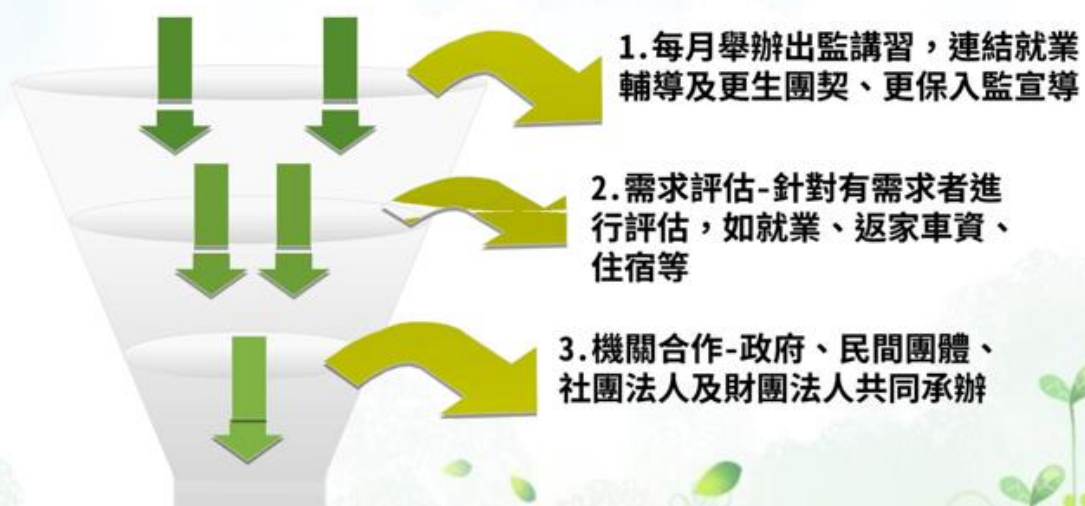 1.每月舉辦出監講習，連結就業
輔導及更生團契、更保入監宣導
2.需求評估-針對有需求者進
行評估，如就業、返家車資、
住宿等
3.機關合作-政府、民間團體、
社團法人及財團法人共同承辦